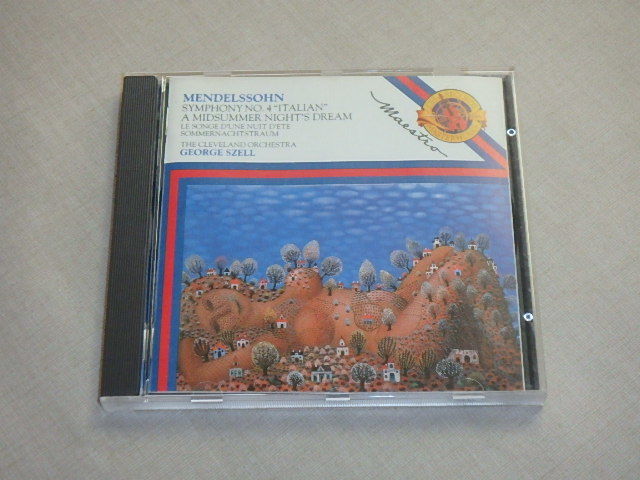 MENDELSSOHN
SYMPHONY NO. 4 "ITALIAN"
A MIDSUMMER NIGHT'S DREAM
LE SONGE D'UNE NUIT D'ÉTÉ
SOMMERNACHTSTRAUM
THE CLEVELAND ORCHESTRA
GEORGE SZELL
Maestro